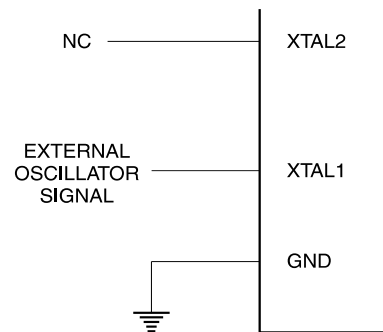 NC
XTAL2
EXTERNAL
OSCILLATOR
SIGNAL
XTAL1
GND